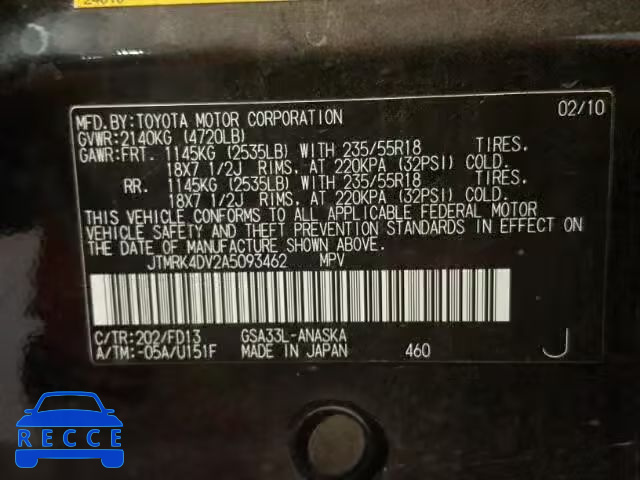 MFD. BY: TOYOTA MOTOR CORPORATION 02/10
GVWR: 2140KG (4720LB)
GAWR: FRT. 1145KG (2535LB) WITH 235/55R18 TIRES.
18X7 1/2J RIMS. AT 220KPA (32PSI) COLD.
RR. 1145KG (2535LB) WITH 235/55R18 TIRES.
18X7 1/2J RIMS. AT 220KPA (32PSI) COLD.
THIS VEHICLE CONFORMS TO ALL APPLICABLE FEDERAL MOTOR
VEHICLE SAFETY AND THEFT PREVENTION STANDARDS IN EFFECT ON
THE DATE OF MANUFACTURE SHOWN ABOVE.
JTMRK4DV2A5093462 MPV
C/TR: 202/FD13 GSA33L-ANASKA
A/TM: -05A/U151F MADE IN JAPAN 460 J
RECCE